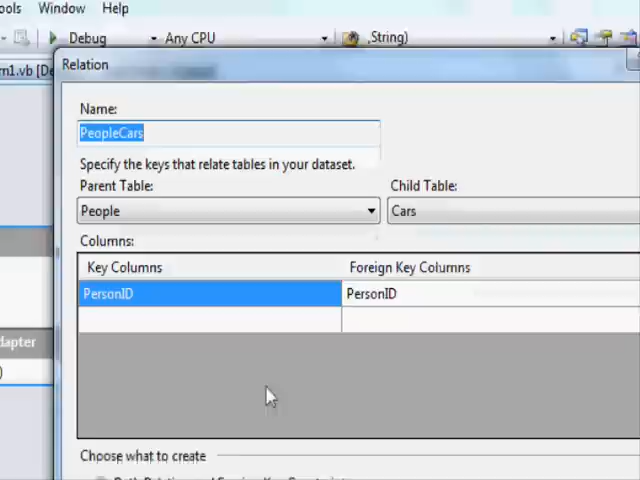 ools Window Help
Debug Any CPU ,String)
m1.vb [De
Relation
Name:
PeopleCars
Specify the keys that relate tables in your dataset.
Parent Table: Child Table:
People Cars
Columns:
Key Columns Foreign Key Columns
PersonID PersonID
dapter
)
Choose what to create